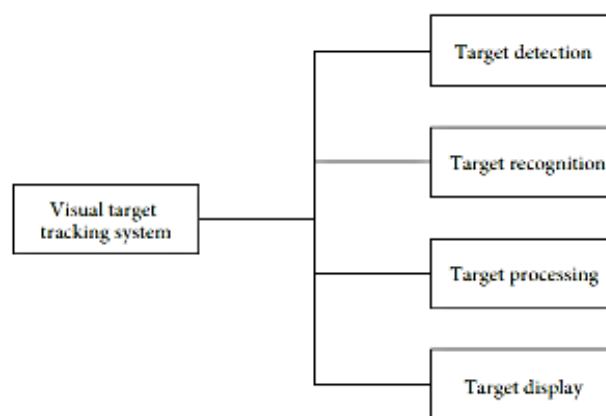 Target detection
Target recognition
Visual target
tracking system
Target processing
Target display